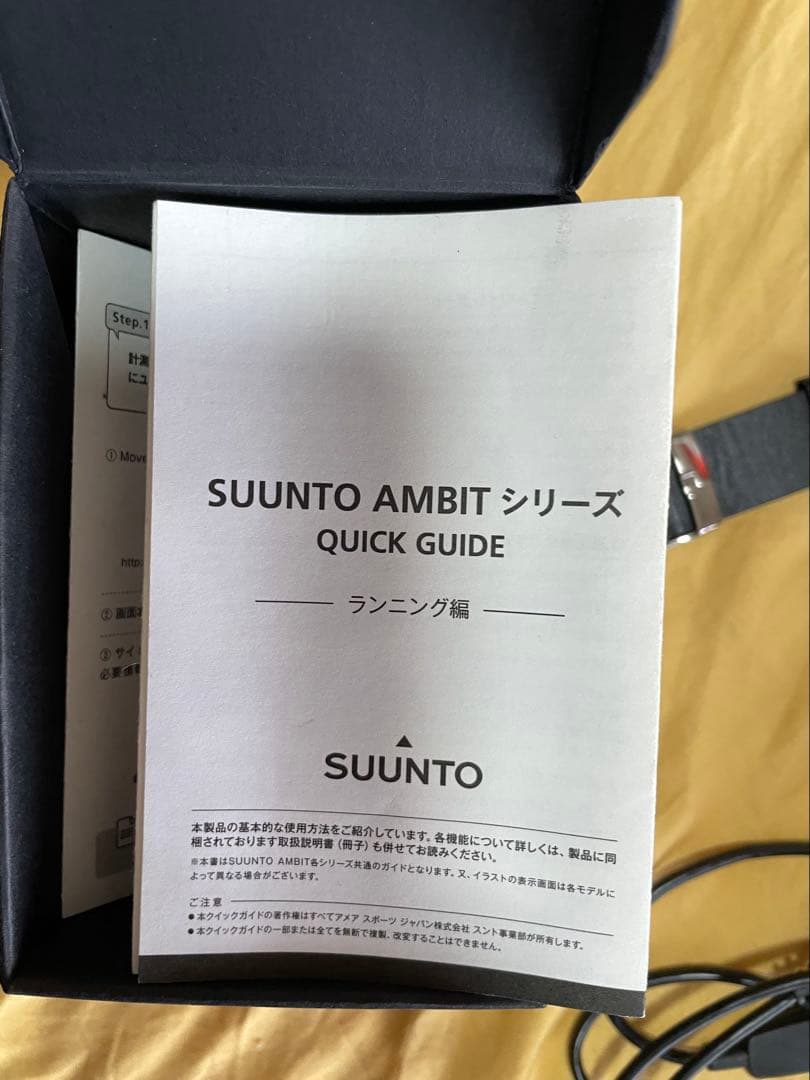 SUUNTO AMBIT シリーズ
QUICK GUIDE
ランニング編
SUUNTO
本製品の基本的な使用方法をご紹介しています。各機能について詳しくは、製品に同
梱されております取扱説明書（冊子）も併せてお読みください。
※本書はSUUNTO AMBIT各シリーズ共通のガイドとなります。又、イラストの表示画面は各モデルに
よって異なる場合がございます。
ご注意
●本クイックガイドの著作権はすべてアメア スポーツ ジャパン株式会社 スント事業部が所有します。
●本クイックガイドの一部または全てを無断で複製、改変することはできません。
Step.1
計測
にユ
① Move
http:
② 画面
③ サイ
必要情報